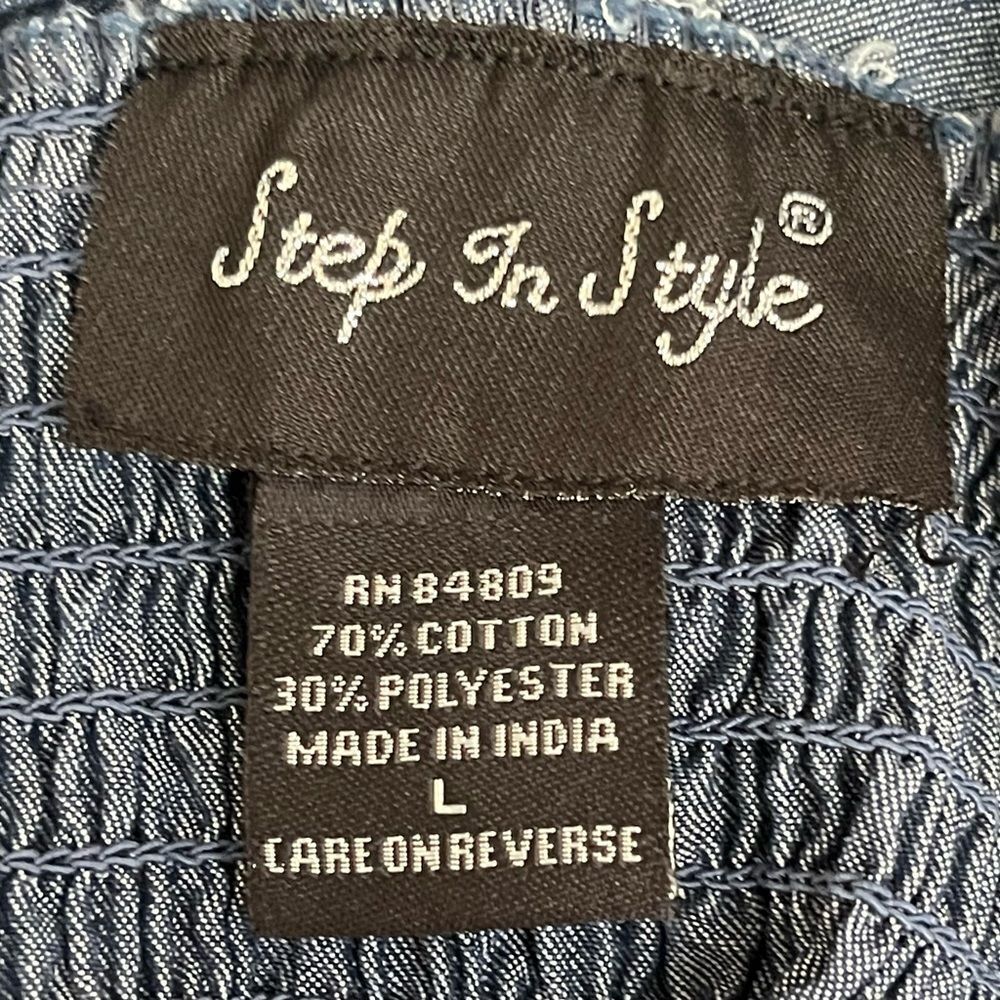 Step In Style®
RN 84809
70% COTTON
30% POLYESTER
MADE IN INDIA
L
CARE ON REVERSE